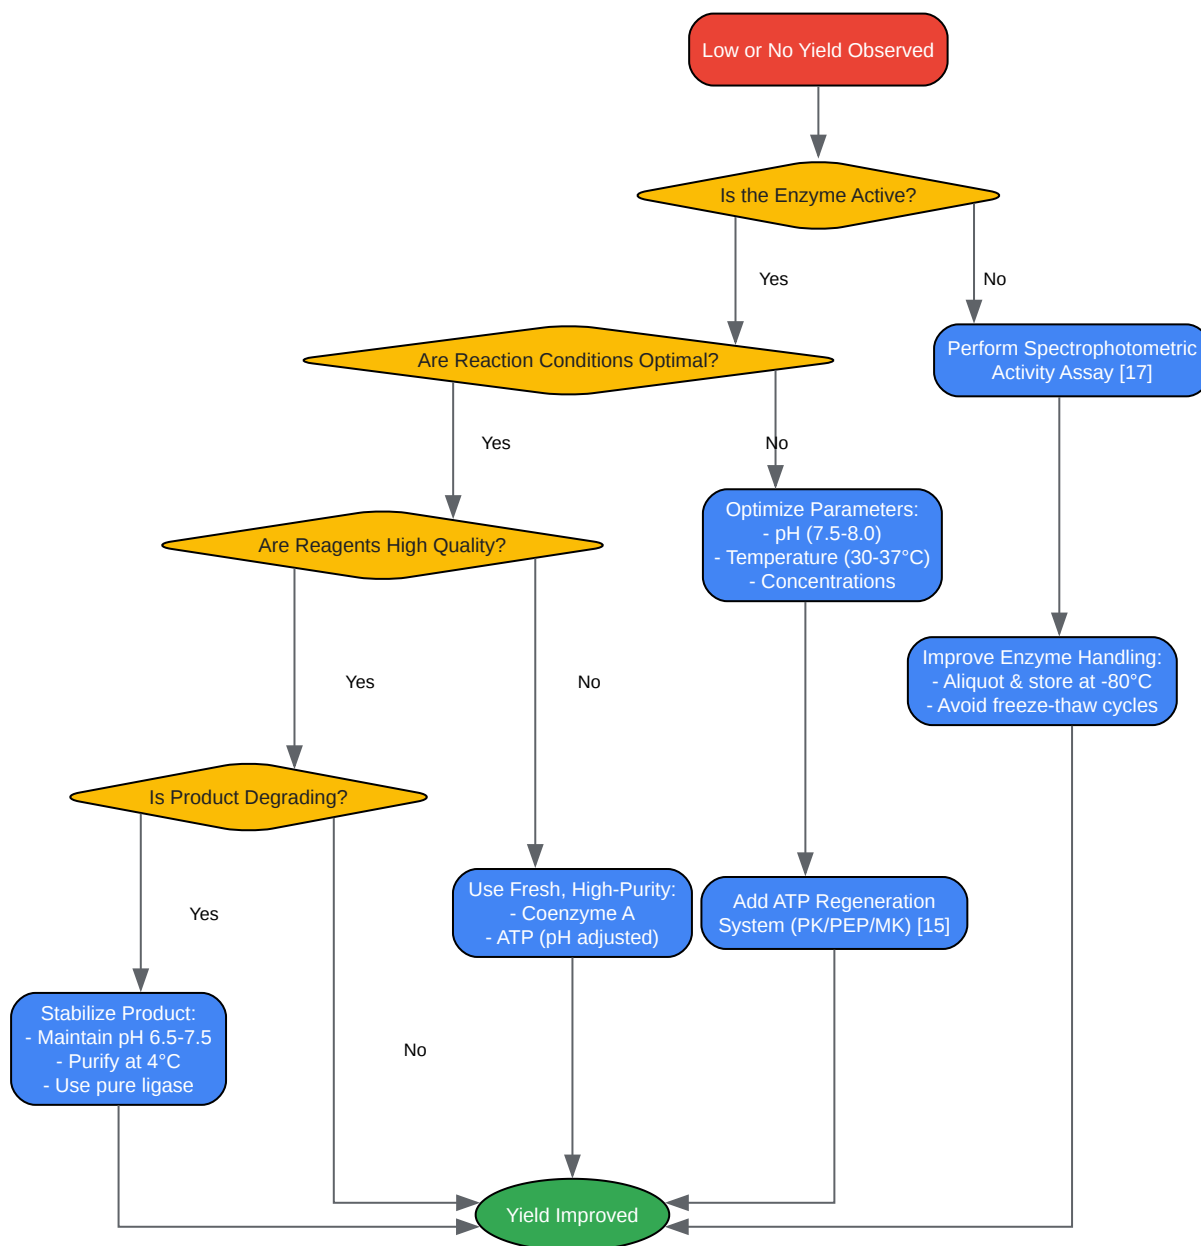 Low or No Yield Observed
Is the Enzyme Active?
Yes
No
Are Reaction Conditions Optimal?
Perform Spectrophotometric
Activity Assay [17]
Yes
No
Optimize Parameters:
- pH (7.5-8.0)
- Temperature (30-37°C)
- Concentrations
Are Reagents High Quality?
Improve Enzyme Handling:
- Aliquot & store at -80°C
- Avoid freeze-thaw cycles
Yes
No
Is Product Degrading?
Use Fresh, High-Purity:
- Coenzyme A
- ATP (pH adjusted)
Add ATP Regeneration
System (PK/PEP/MK) [15]
Yes
No
Stabilize Product:
- Maintain pH 6.5-7.5
- Purify at 4°C
- Use pure ligase
Yield Improved